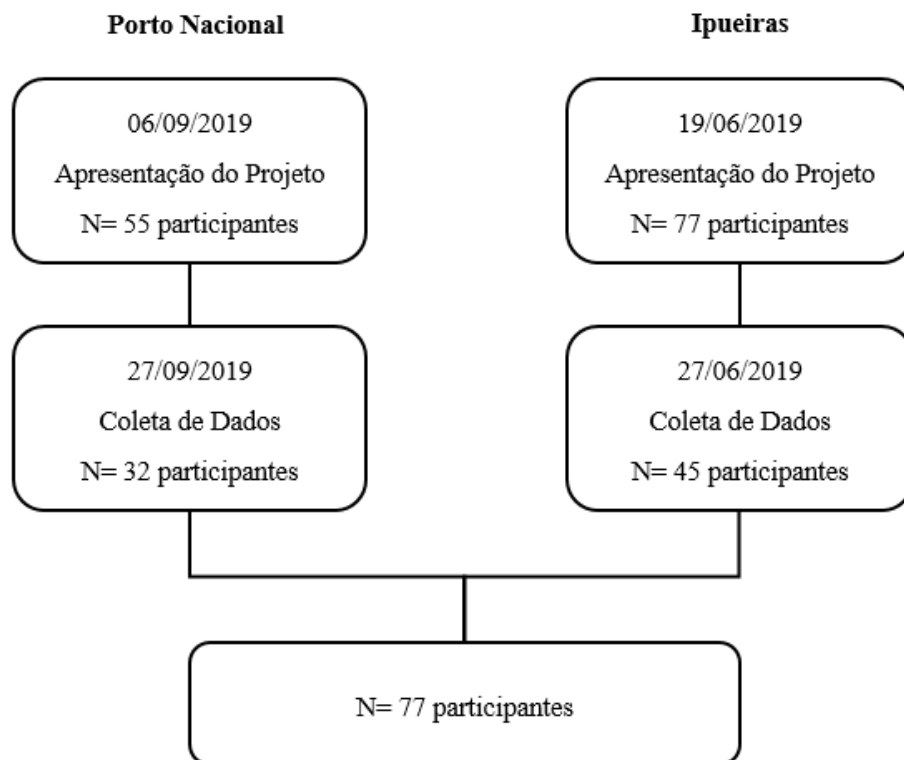 Porto Nacional
Ipueiras
06/09/2019
Apresentação do Projeto
N= 55 participantes
19/06/2019
Apresentação do Projeto
N= 77 participantes
27/09/2019
Coleta de Dados
N= 32 participantes
27/06/2019
Coleta de Dados
N= 45 participantes
N= 77 participantes